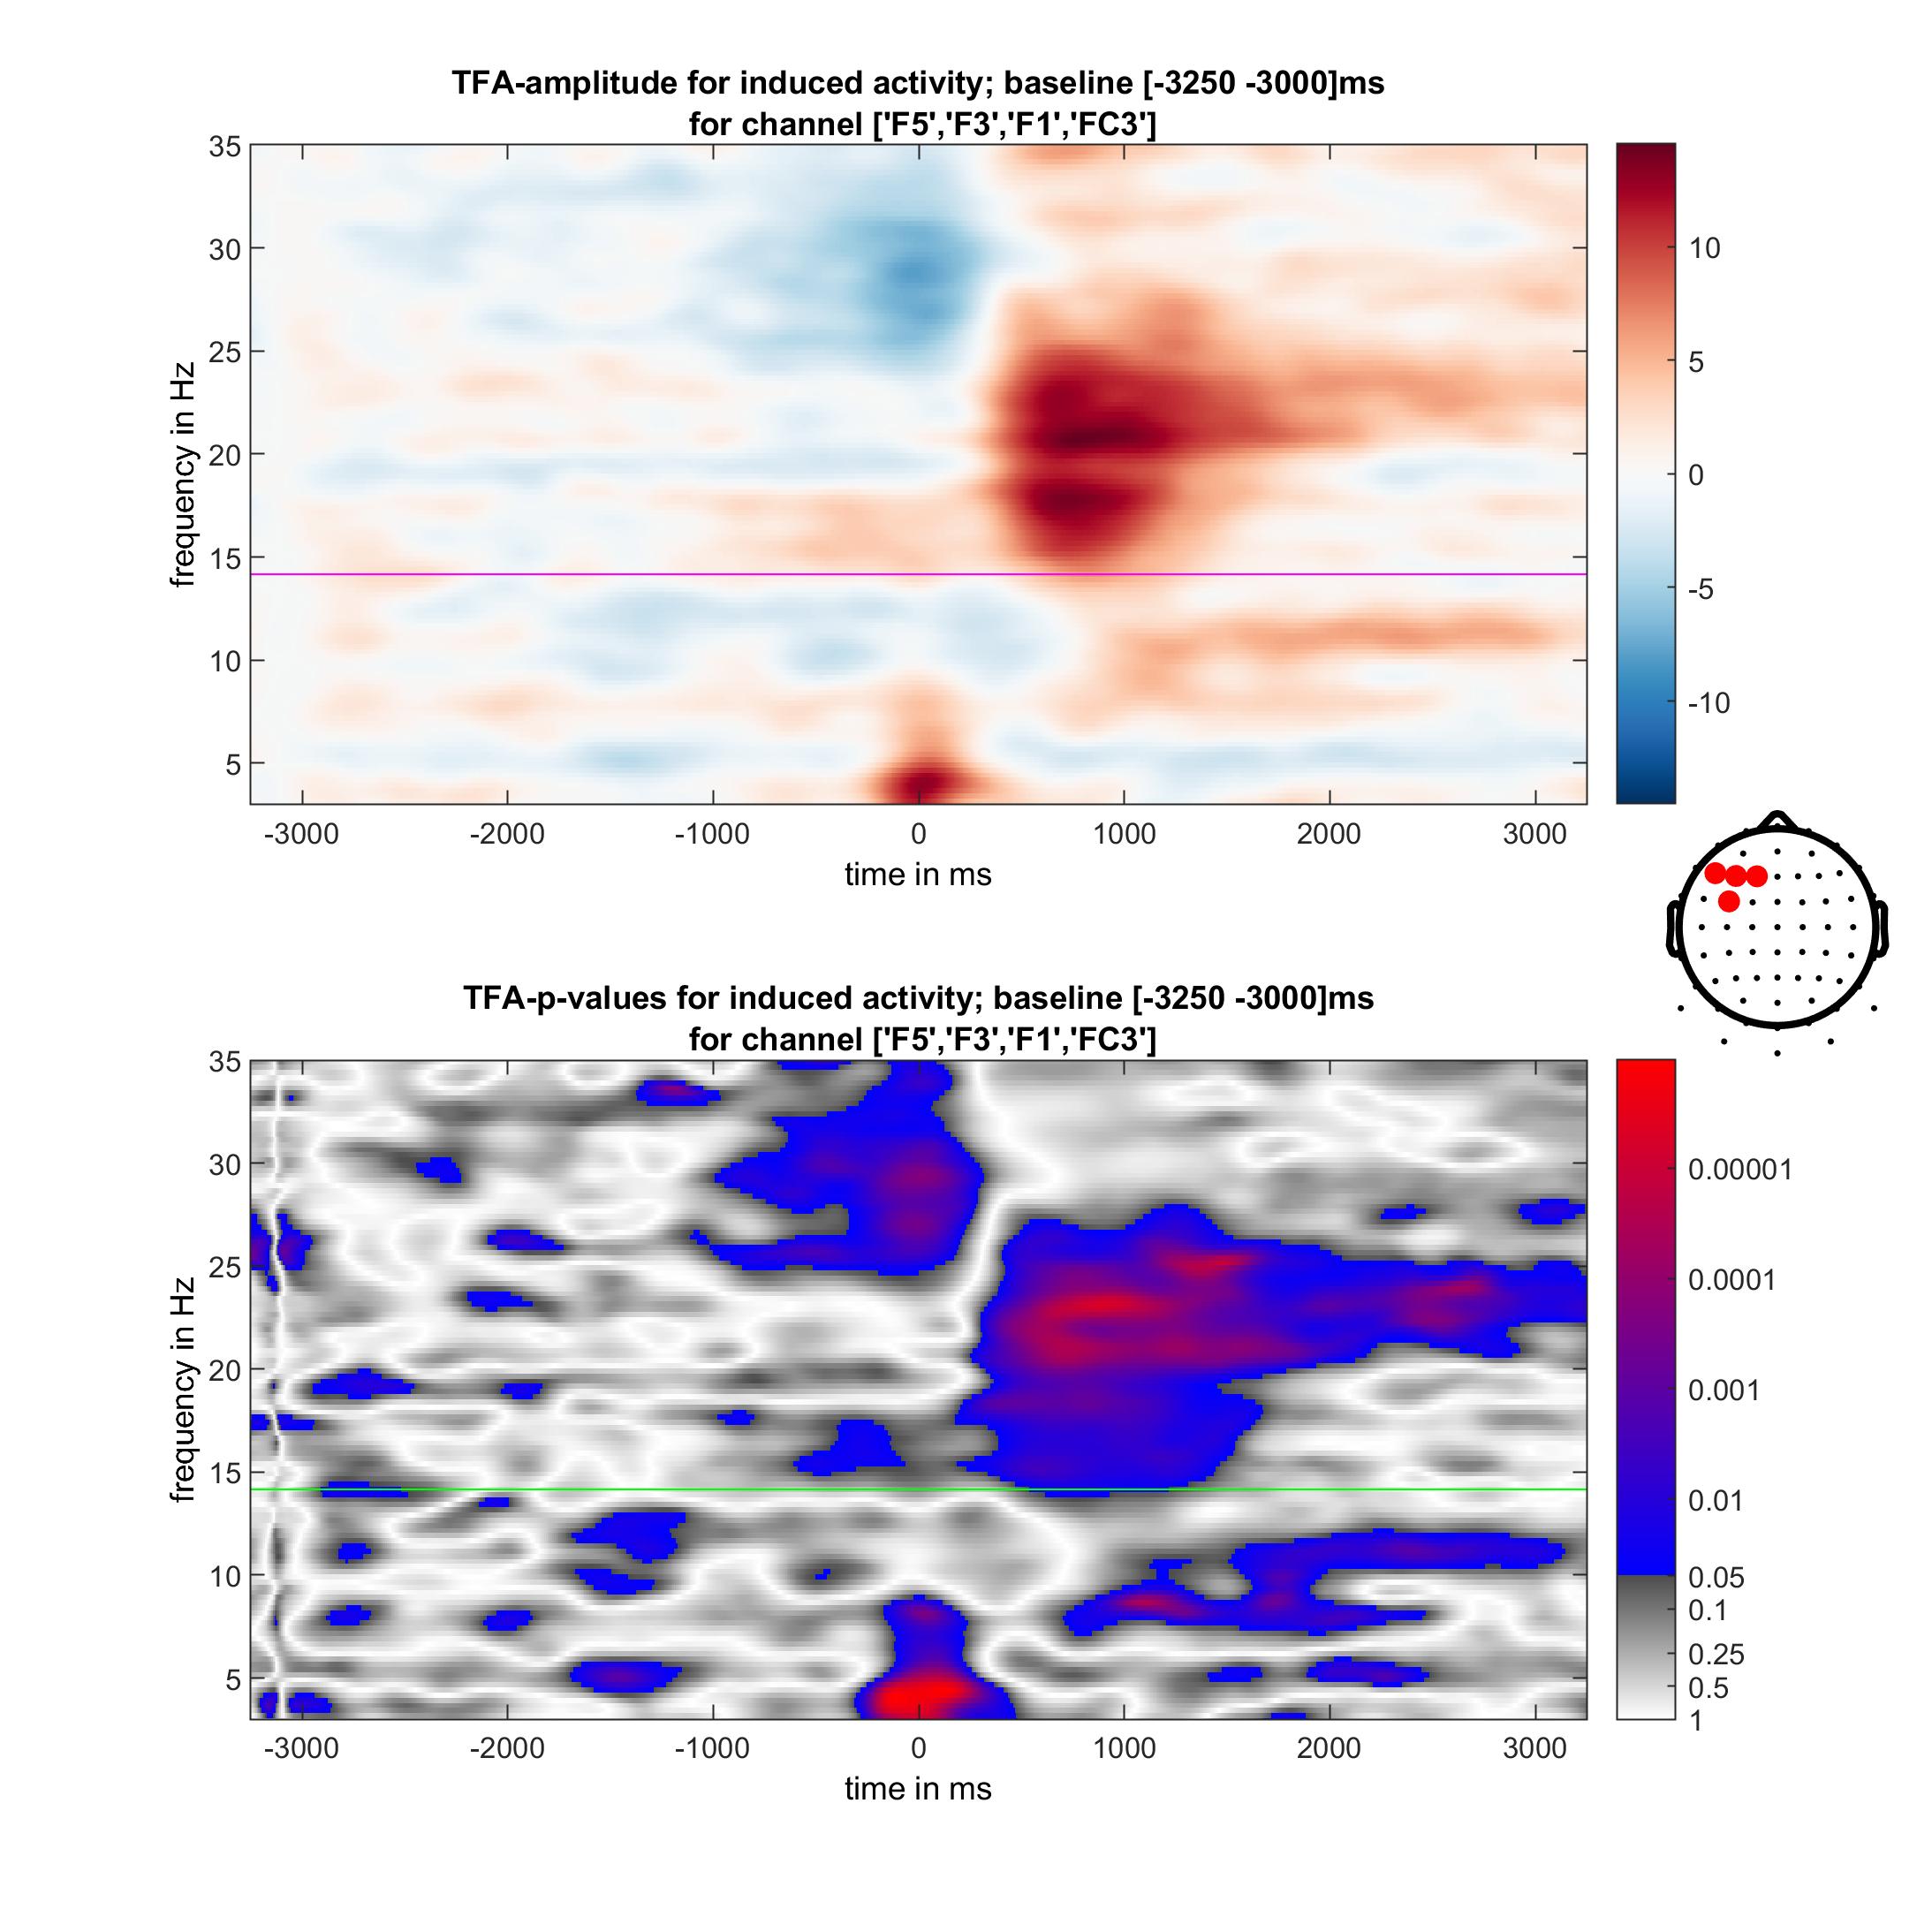 TFA-amplitude for induced activity; baseline [-3250 -3000]ms
for channel ['F5','F3','F1','FC3']
35
30
25
20
15
10
5
frequency in Hz
-3000 -2000 -1000 0 1000 2000 3000
time in ms
10
5
0
-5
-10
TFA-p-values for induced activity; baseline [-3250 -3000]ms
for channel ['F5','F3','F1','FC3']
35
30
25
20
15
10
5
frequency in Hz
-3000 -2000 -1000 0 1000 2000 3000
time in ms
0.00001
0.0001
0.001
0.01
0.05
0.1
0.25
0.5
1